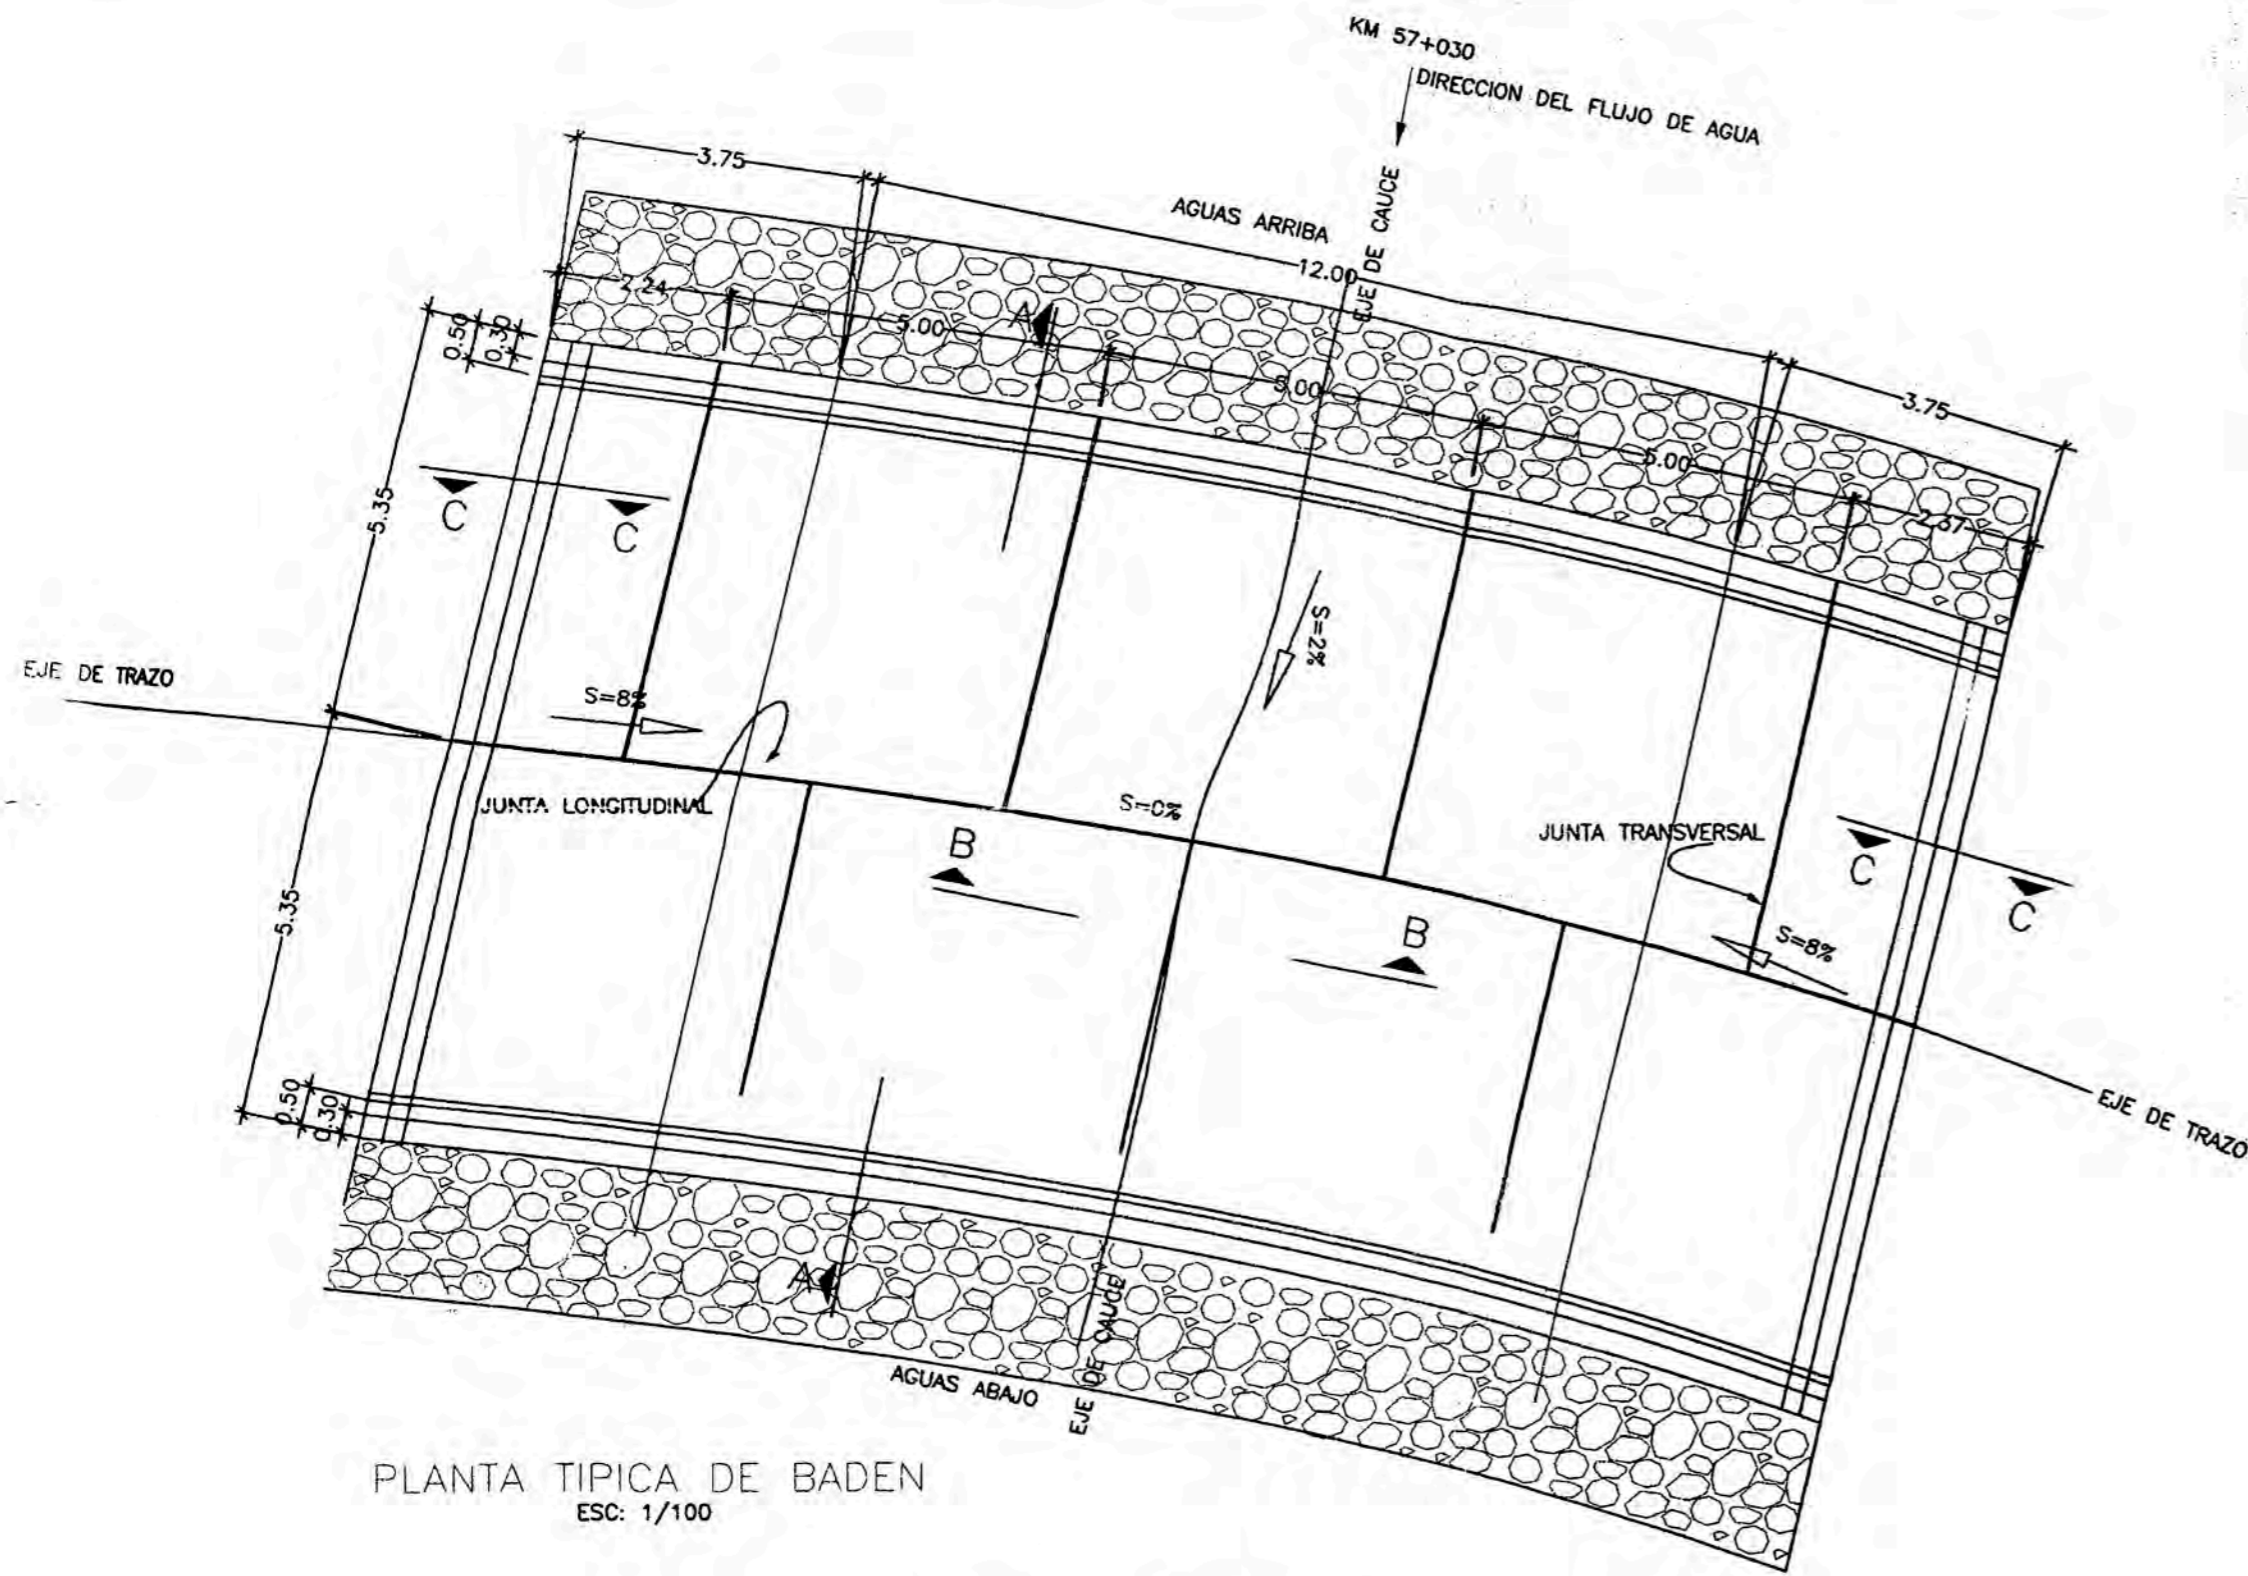 KM 57+030
DIRECCION DEL FLUJO DE AGUA
3.75
AGUAS ARRIBA
EJE DE CAUCE
12.00
2.24
5.00
A
5.00
5.00
2.37
3.75
0.50
0.30
5.35
C
C
S=2%
EJE DE TRAZO
S=8%
JUNTA LONGITUDINAL
S=0%
JUNTA TRANSVERSAL
B
B
C
C
S=8%
5.35
EJE DE TRAZO
0.50
0.30
A
EJE DE CAUCE
AGUAS ABAJO
PLANTA TIPICA DE BADEN
ESC: 1/100